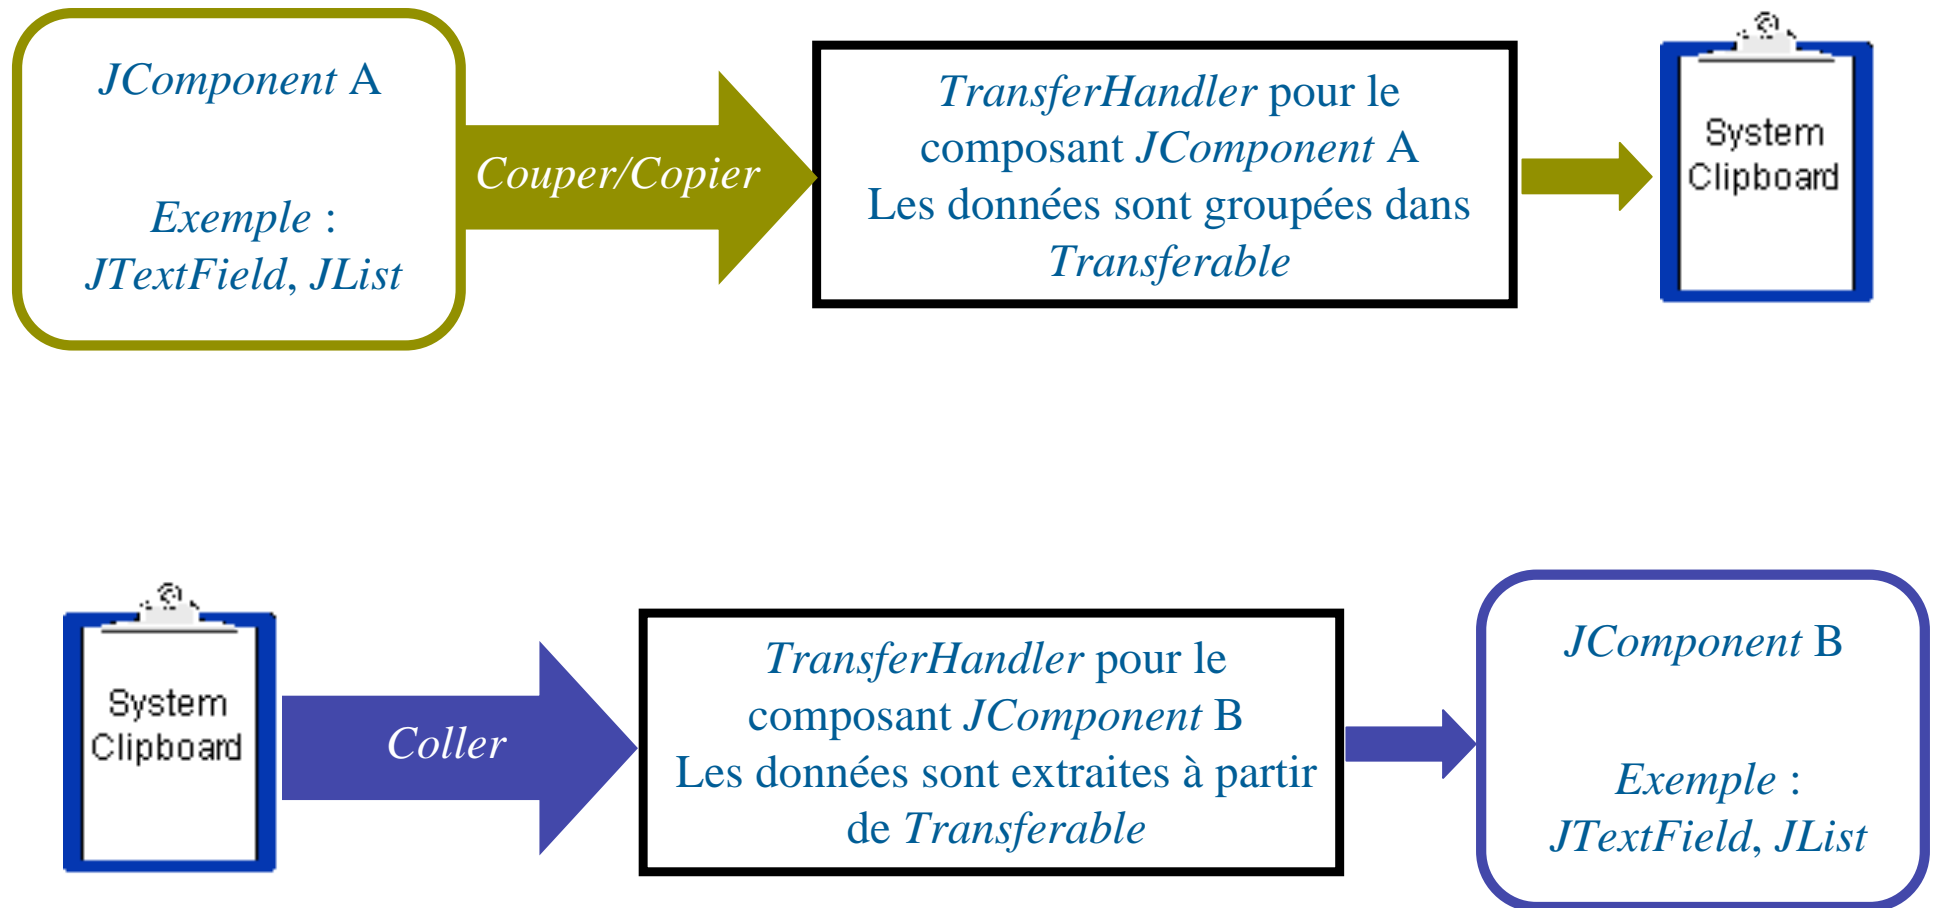 JComponent A
Exemple :
JTextField, JList
Couper/Copier
TransferHandler pour le
composant JComponent A
Les données sont groupées dans
Transferable
System
Clipboard
System
Clipboard
Coller
TransferHandler pour le
composant JComponent B
Les données sont extraites à partir
de Transferable
JComponent B
Exemple :
JTextField, JList